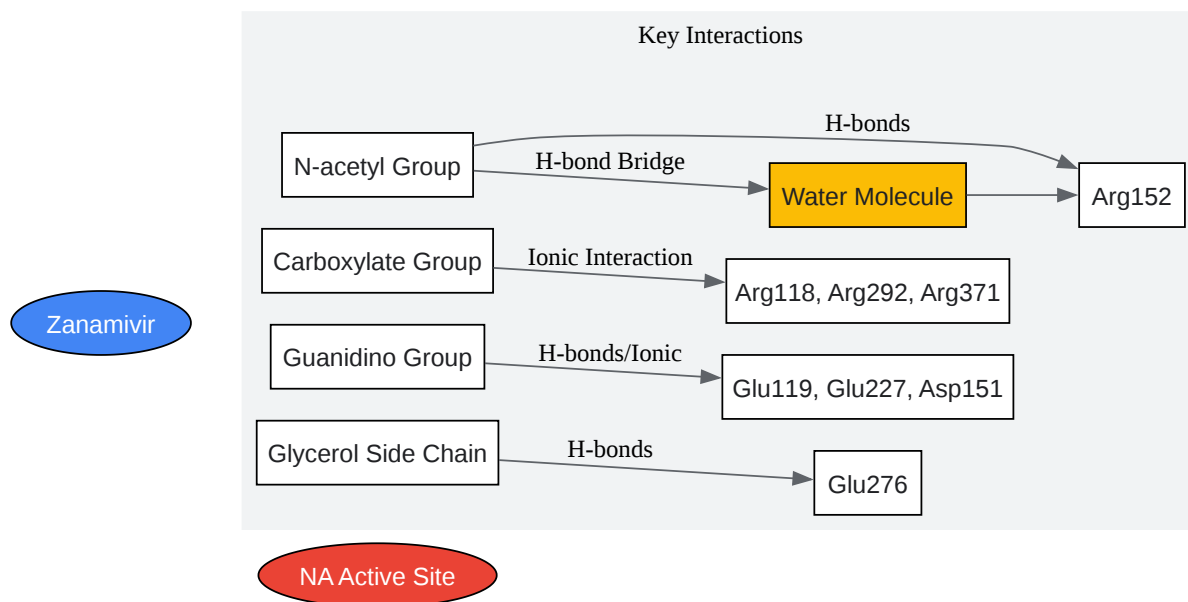 Key Interactions
H-bonds
N-acetyl Group
H-bond Bridge
Water Molecule
Arg152
Carboxylate Group
Ionic Interaction
Arg118, Arg292, Arg371
Zanamivir
Guanidino Group
H-bonds/Ionic
Glu119, Glu227, Asp151
Glycerol Side Chain
H-bonds
Glu276
NA Active Site